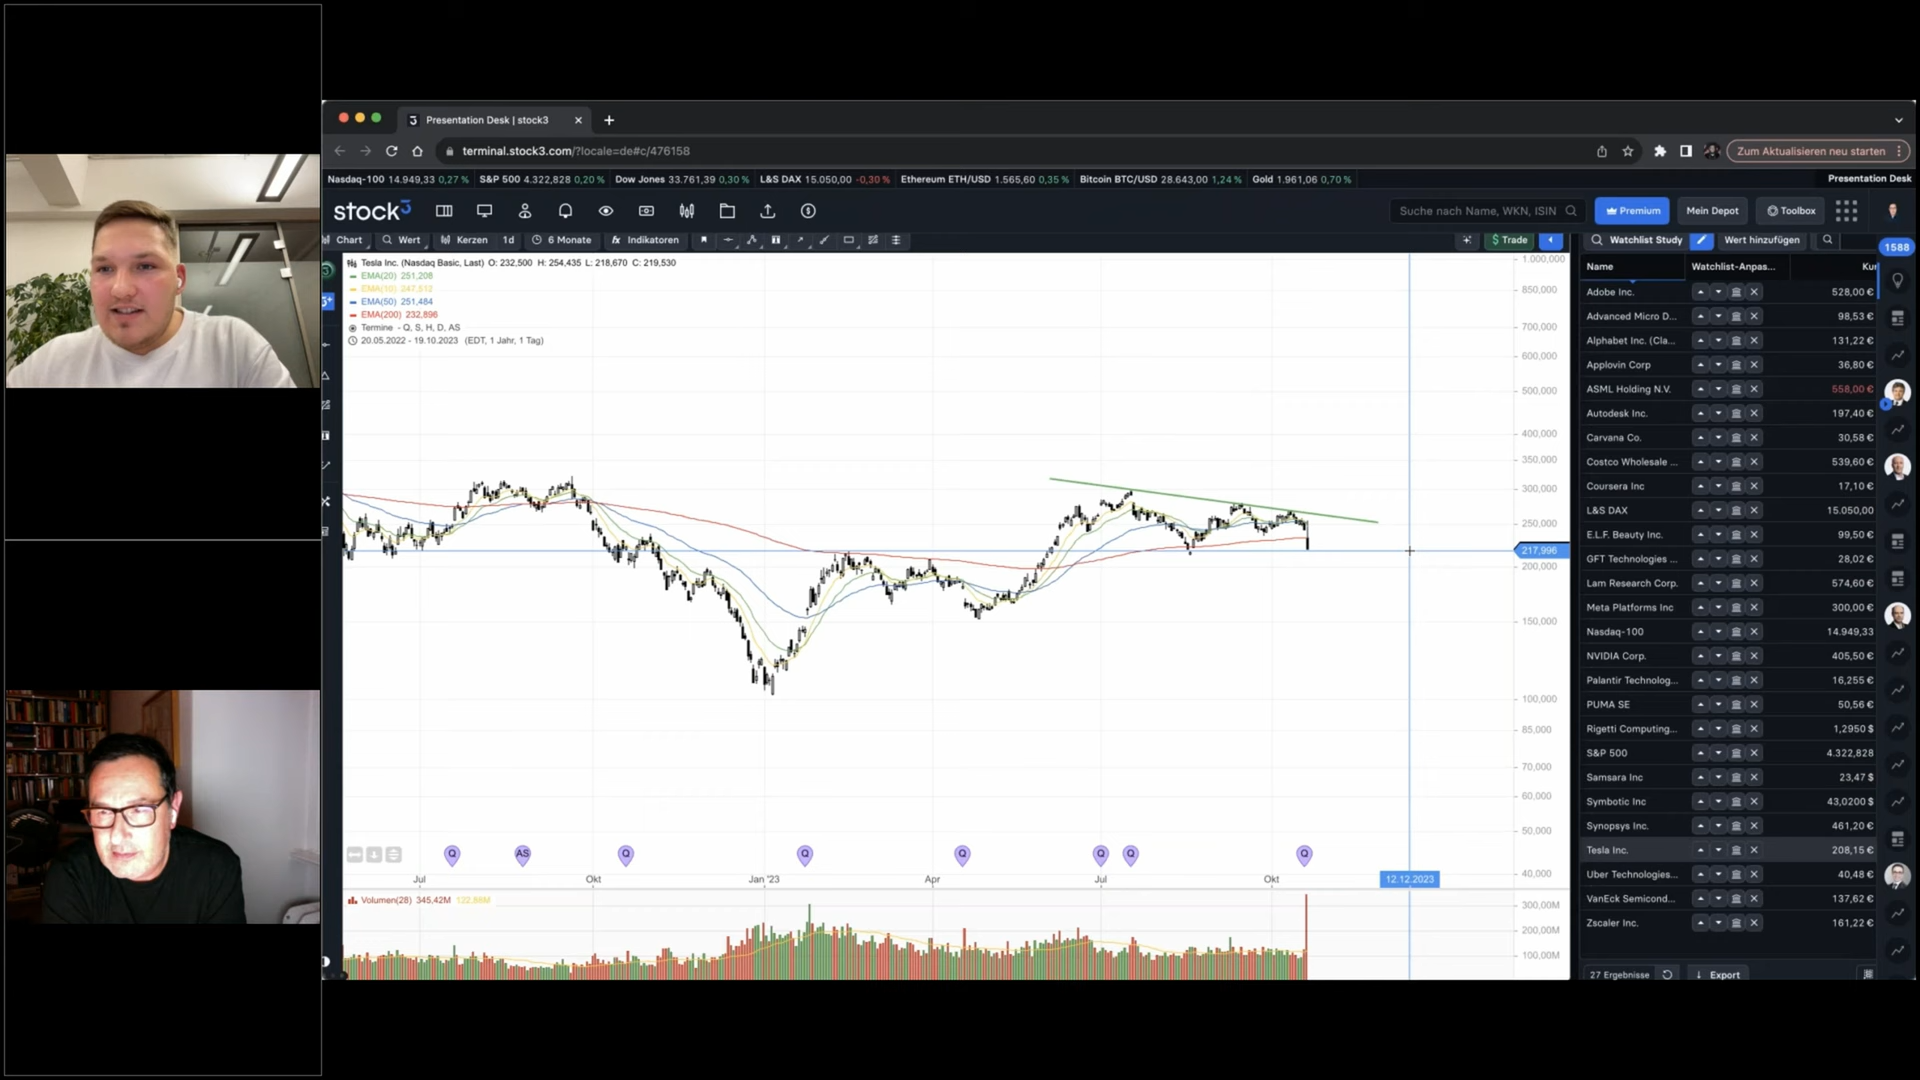 Presentation Desk | stock3
terminal.stock3.com/?locale=de#c/476158
Zum Aktualisieren neu starten
Nasdaq-100 14.949,33 0,27 % S&P 500 4.322,828 0,20 % Dow Jones 33.761,39 0,30 % L&S DAX 15.050,00 -0,30 % Ethereum ETH/USD 1.565,60 0,35 % Bitcoin BTC/USD 28.643,00 1,24 % Gold 1.961,06 0,70 % Presentation Desk
stock3 Suche nach Name, WKN, ISIN Premium Mein Depot Toolbox
Chart Wert Kerzen 1d 6 Monate fx Indikatoren $ Trade Watchlist Study Wert hinzufügen 1588
Tesla Inc. (Nasdaq Basic, Last) O: 232,500 H: 254,435 L: 218,670 C: 219,530
EMA(20) 251,208
EMA(10) 247,512
EMA(50) 251,484
EMA(200) 232,896
Termine - Q, S, H, D, AS
20.05.2022 - 19.10.2023 (EDT, 1 Jahr, 1 Tag)
1.000,000
850,000
700,000
600,000
500,000
400,000
350,000
300,000
250,000
217,996
200,000
150,000
100,000
85,000
70,000
60,000
50,000
40,000
Q AS Q Q Q Q Q Q
Jul Okt Jan '23 Apr Jul Okt 12.12.2023
Volumen(28) 345,42M 122,88M
300,00M
200,00M
100,00M
Name Watchlist-Anpas... Ku
Adobe Inc. 528,00 €
Advanced Micro D... 98,53 €
Alphabet Inc. (Cla... 131,22 €
Applovin Corp 36,80 €
ASML Holding N.V. 558,00 €
Autodesk Inc. 197,40 €
Carvana Co. 30,58 €
Costco Wholesale ... 539,60 €
Coursera Inc 17,10 €
L&S DAX 15.050,00
E.L.F. Beauty Inc. 99,50 €
GFT Technologies ... 28,02 €
Lam Research Corp. 574,60 €
Meta Platforms Inc 300,00 €
Nasdaq-100 14.949,33
NVIDIA Corp. 405,50 €
Palantir Technolog... 16,255 €
PUMA SE 50,56 €
Rigetti Computing... 1,2950 $
S&P 500 4.322,828
Samsara Inc 23,47 $
Symbotic Inc 43,0200 $
Synopsys Inc. 461,20 €
Tesla Inc. 208,15 €
Uber Technologies... 40,48 €
VanEck Semicond... 137,62 €
Zscaler Inc. 161,22 €
27 Ergebnisse Export